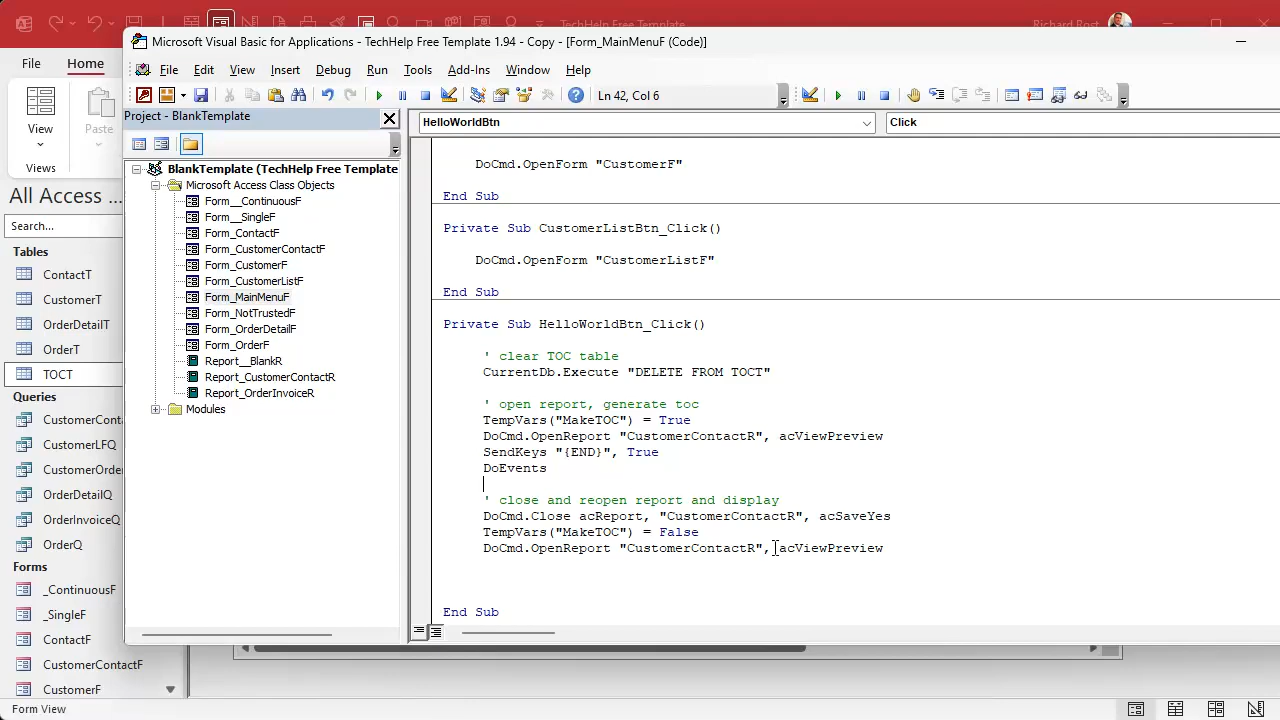 TechHelp Free Template
Richard Rost
Microsoft Visual Basic for Applications - TechHelp Free Template 1.94 - Copy - [Form_MainMenuF (Code)]
File
Home
File Edit View Insert Debug Run Tools Add-Ins Window Help
Ln 42, Col 6
View
Paste
Views
Project - BlankTemplate
HelloWorldBtn
Click
BlankTemplate (TechHelp Free Template
Microsoft Access Class Objects
Form__ContinuousF
Form__SingleF
Form_ContactF
Form_CustomerContactF
Form_CustomerF
Form_CustomerListF
Form_MainMenuF
Form_NotTrustedF
Form_OrderDetailF
Form_OrderF
Report__BlankR
Report_CustomerContactR
Report_OrderInvoiceR
Modules
All Access ...
Search...
Tables
ContactT
CustomerT
OrderDetailT
OrderT
TOCT
Queries
CustomerConta
CustomerLFQ
CustomerOrde
OrderDetailQ
OrderInvoiceQ
OrderQ
Forms
_ContinuousF
_SingleF
ContactF
CustomerContactF
CustomerF
DoCmd.OpenForm "CustomerF"
End Sub
Private Sub CustomerListBtn_Click()
DoCmd.OpenForm "CustomerListF"
End Sub
Private Sub HelloWorldBtn_Click()
' clear TOC table
CurrentDb.Execute "DELETE FROM TOCT"
' open report, generate toc
TempVars("MakeTOC") = True
DoCmd.OpenReport "CustomerContactR", acViewPreview
SendKeys "{END}", True
DoEvents
' close and reopen report and display
DoCmd.Close acReport, "CustomerContactR", acSaveYes
TempVars("MakeTOC") = False
DoCmd.OpenReport "CustomerContactR", acViewPreview
End Sub
Form View